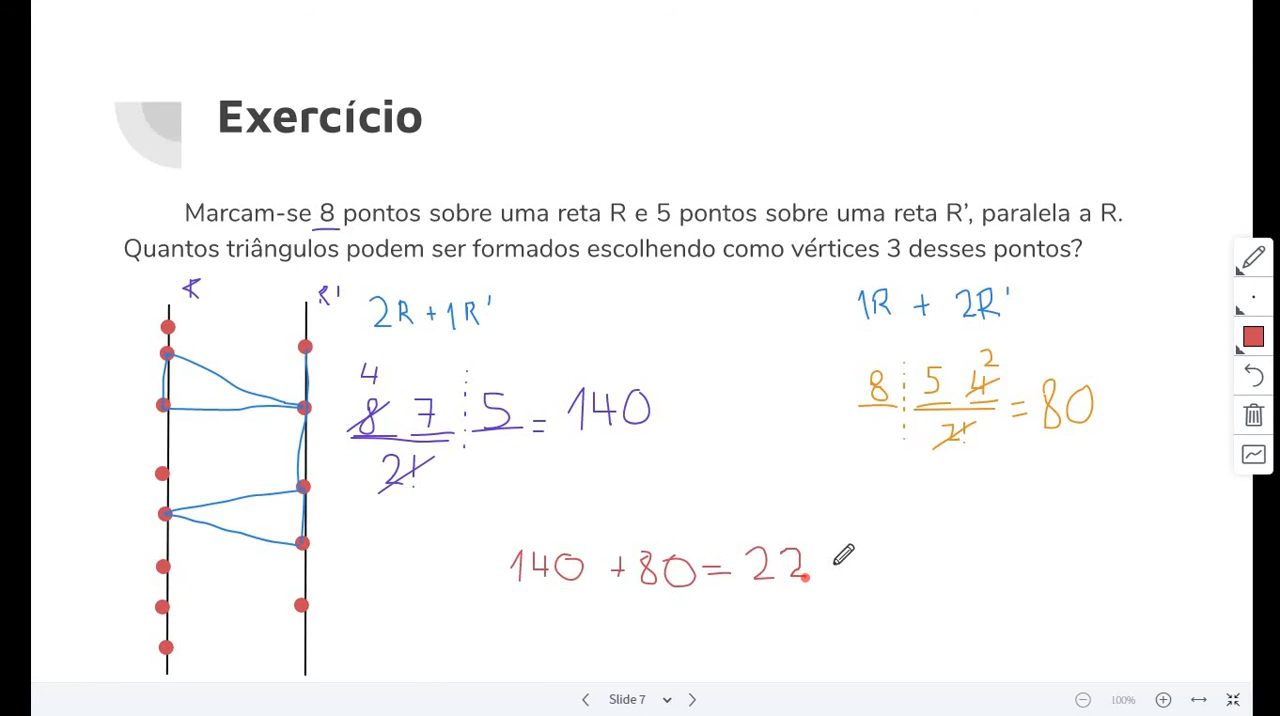 Exercício
Marcam-se 8 pontos sobre uma reta R e 5 pontos sobre uma reta R’, paralela a R.
Quantos triângulos podem ser formados escolhendo como vértices 3 desses pontos?
R R'
2R + 1R'
1R + 2R'
4
8 7 5 = 140
2!
2
8 5 4 = 80
2!
140 + 80 = 22
Slide 7
100%